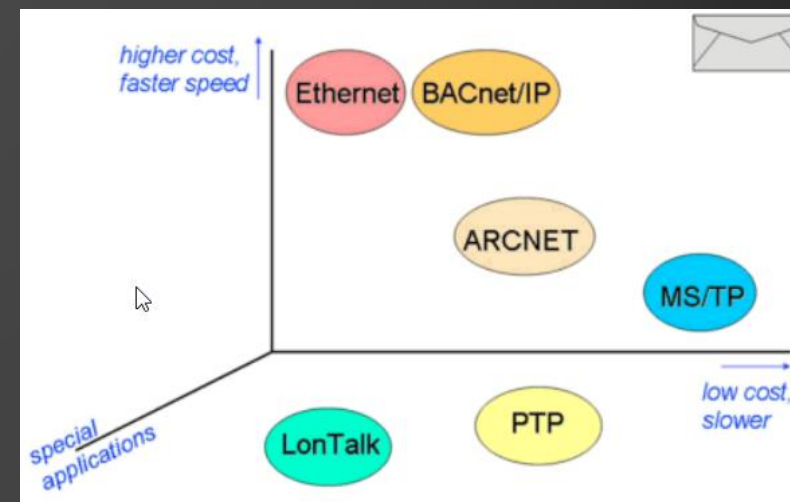 higher cost,
faster speed
Ethernet
BACnet/IP
ARCNET
MS/TP
low cost,
slower
PTP
LonTalk
special
applications